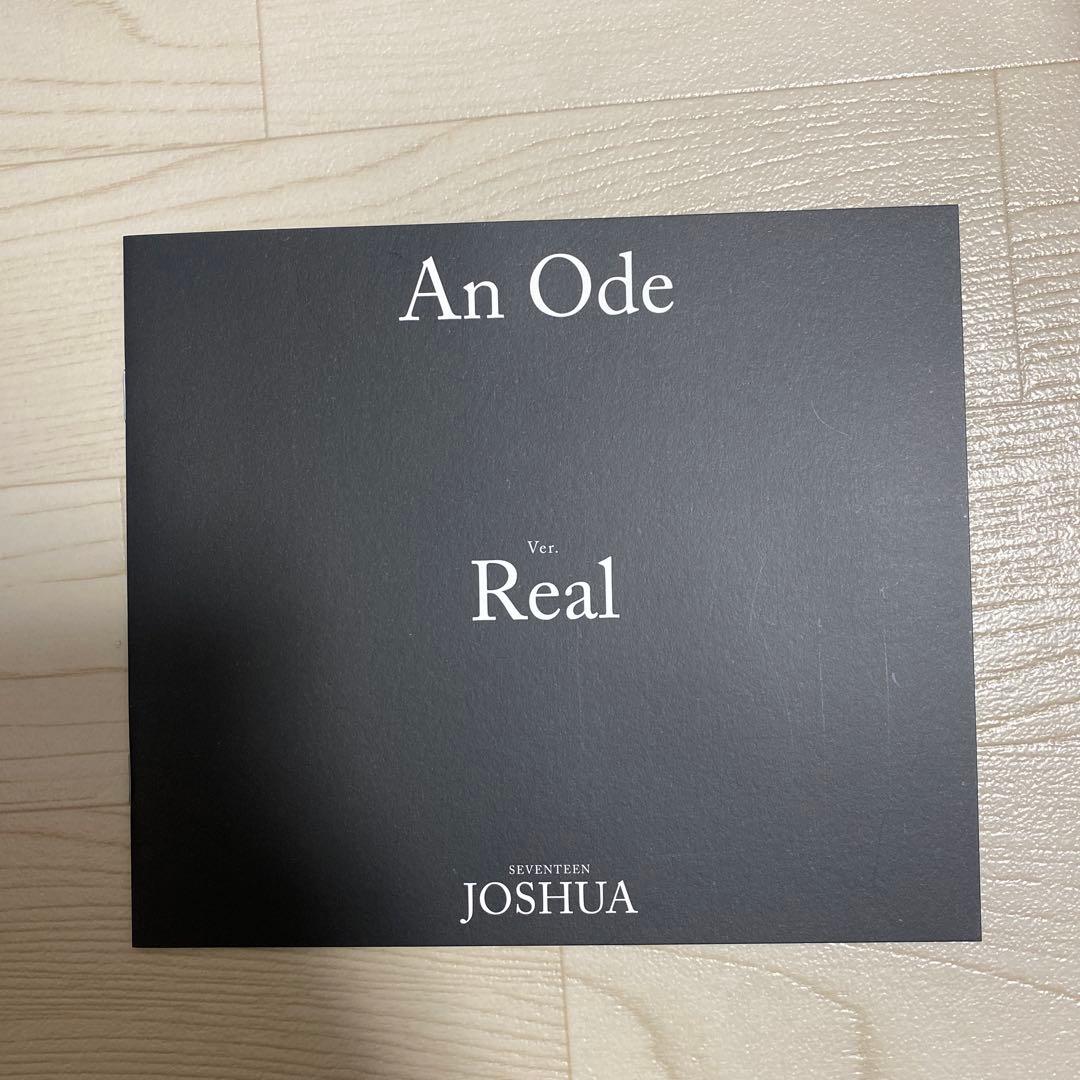 An Ode
Ver.
Real
SEVENTEEN
JOSHUA